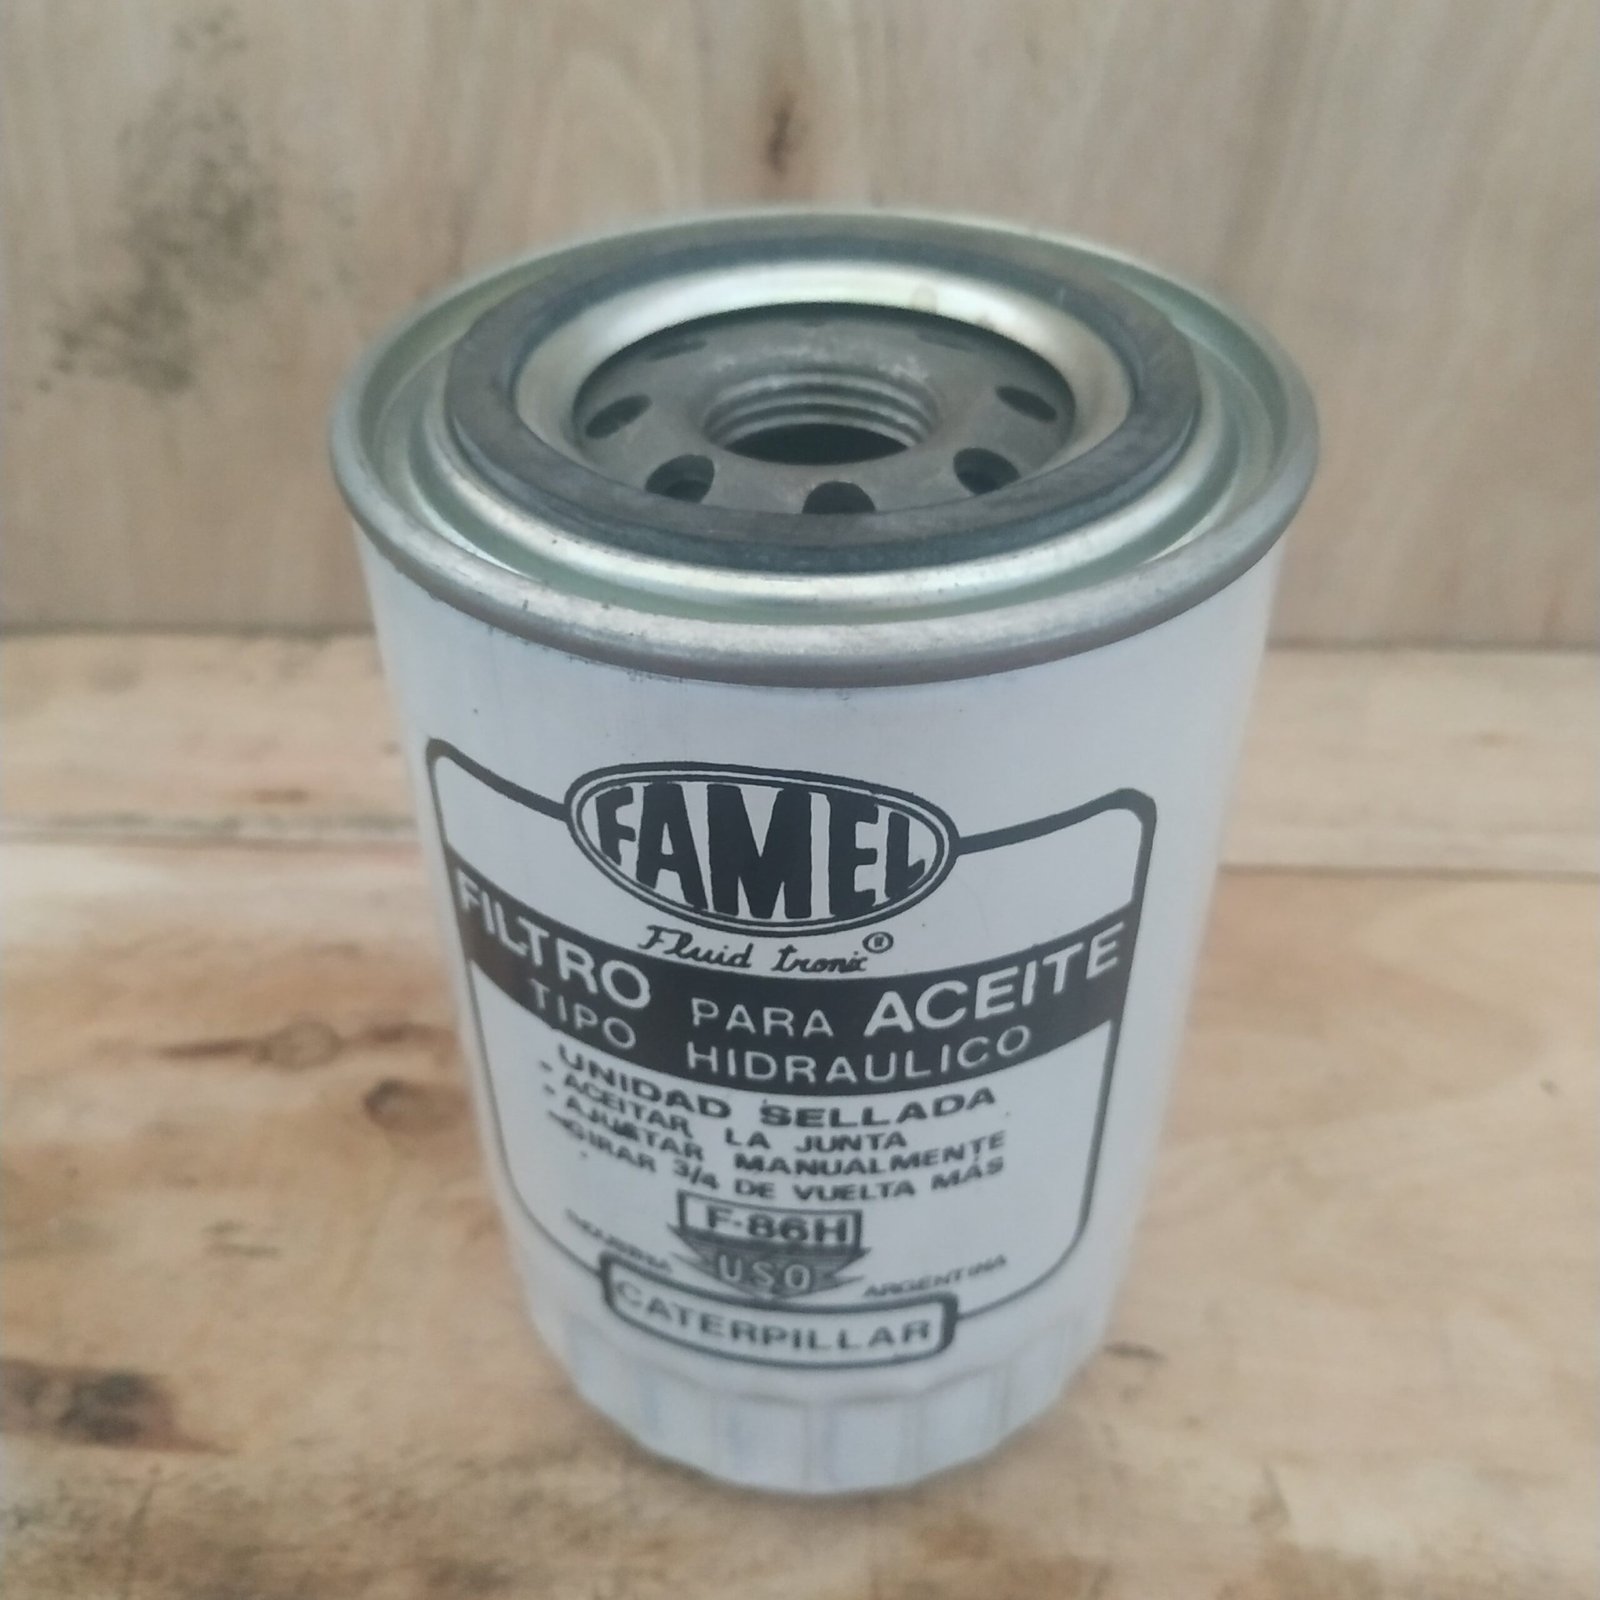 FAMEL
Fluid tronic®
FILTRO PARA ACEITE
TIPO HIDRAULICO
UNIDAD SELLADA
- ACEITAR LA JUNTA
- AJUSTAR MANUALMENTE
- GIRAR 3/4 DE VUELTA MÁS
F-86H
INDUSTRIA ARGENTINA
USO
CATERPILLAR